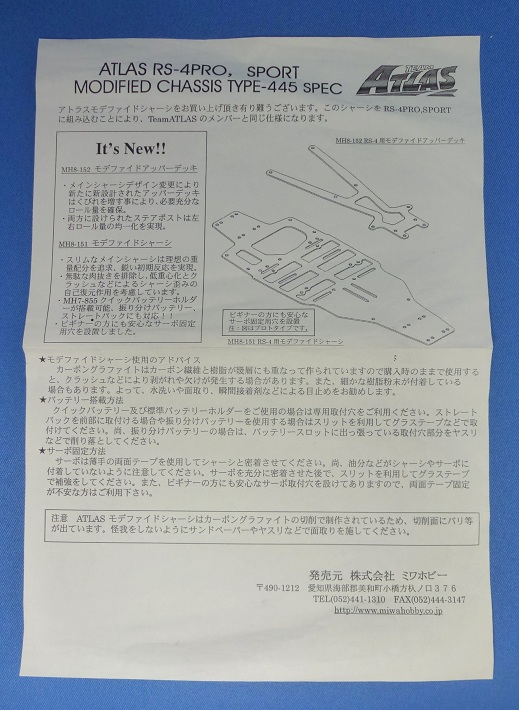 ATLAS RS-4PRO, SPORT
MODIFIED CHASSIS TYPE-445 SPEC
TEAM
ATLAS
アトラスモデファイドシャーシをお買い上げ頂き有り難うございます。このシャーシを RS-4PRO,SPORT
に組み込むことにより、TeamATLAS のメンバーと同じ仕様になります。
It's New!!
MH8-152 モデファイドアッパーデッキ
・メインシャーシデザイン変更により
新たに新設計されたアッパーデッキ
はくびれを増す事により、必要充分な
ロール量を確保。
・両方に設けられたステアポストは左
右ロール量の均一化を実現。
MH8-151 モデファイドシャーシ
・スリムなメインシャーシは理想の重
量配分を追求。鋭い初期反応を実現。
・無駄な肉抜きを排除し、低重心化とク
ラッシュなどによるシャーシ歪みの
自己復元作用を考慮しています。
・MH7-855 クイックバッテリーホルダ
ーが搭載可能。振り分けバッテリー、
ストレートパックにも対応！！
・ビギナーの方にも安心なサーボ固定
用穴を設置しました。
MH8-152 RS-4 用モデファイドアッパーデッキ
ビギナーの方にも安心な
サーボ固定用穴を設置
注：図はプロトタイプです。
MH8-151 RS-4 用モデファイドシャーシ
★モデファイドシャーシ使用のアドバイス
カーボングラファイトはカーボン繊維と樹脂が幾層にも重なって作られていますので購入時のままで使用する
と、クラッシュなどにより剥がれや欠けが発生する場合があります。また、細かな樹脂粉末が付着している
場合もあります。よって、水洗いや面取り、瞬間接着剤などによる目止めをお勧めします。
★バッテリー搭載方法
クイックバッテリー及び標準バッテリーホルダーをご使用の場合は専用取付穴をご利用ください。ストレート
パックを前部に取付ける場合や振り分けバッテリーを使用する場合はスリットを利用してグラステープなどで取
付けてください。尚、振り分けバッテリーの場合は、バッテリースロットに出っ張っている取付穴部分をヤスリ
などで削り落としてください。
★サーボ固定方法
サーボは薄手の両面テープを使用してシャーシと密着させてください。尚、油分などがシャーシやサーボに
付着していないように注意してください。サーボを充分に密着させた後で、スリットを利用してグラステープ
で補強をしてください。また、ビギナーの方にも安心なサーボ取付穴を設けてありますので、両面テープ固定
が不安な方はご利用下さい。
注意 ATLAS モデファイドシャーシはカーボングラファイトの切削で制作されているため、切削面にバリ等
が出ています。怪我をしないようにサンドペーパーやヤスリなどで面取りを施してください。
発売元 株式会社 ミワホビー
〒490-1212 愛知県海部郡美和町小橋方杁ノ口３７６
TEL(052)441-1310 FAX(052)444-3147
http://www.miwahobby.co.jp